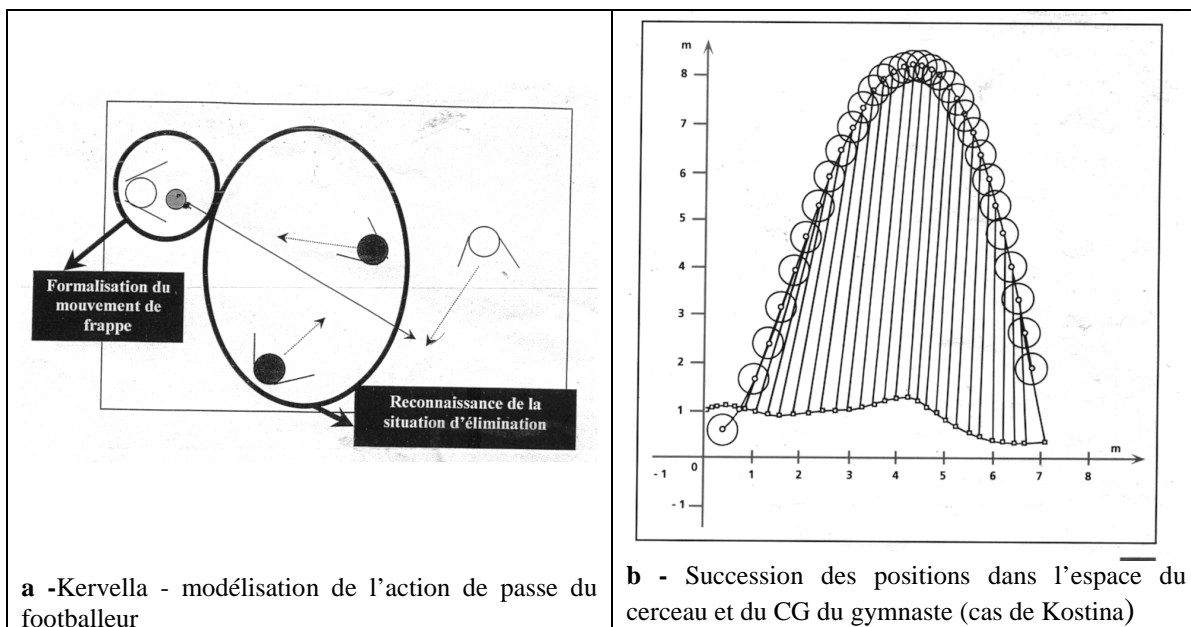 Formalisation du
mouvement de
frappe
Reconnaissance de la
situation d'élimination
a -Kervella - modélisation de l'action de passe du
footballeur
m
8
7
6
5
4
3
2
1
0
-1
-1
1
2
3
4
5
6
7
8
m
b - Succession des positions dans l'espace du
cerceau et du CG du gymnaste (cas de Kostina)